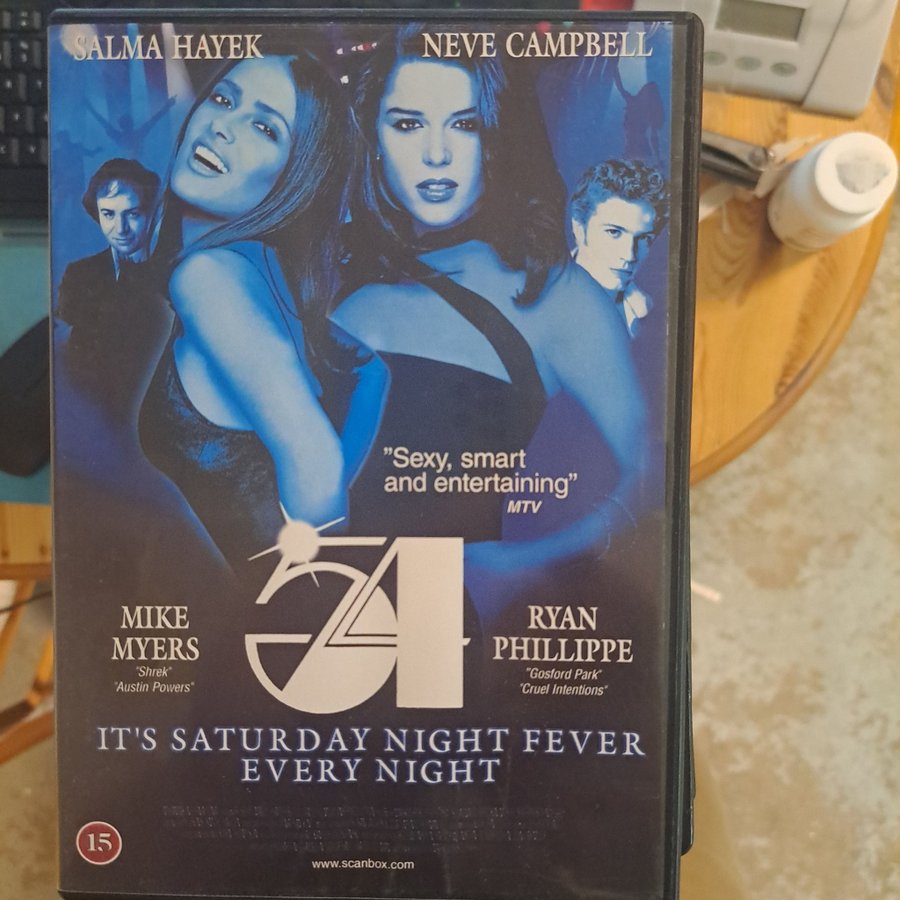 SALMA HAYEK
NEVE CAMPBELL
"Sexy, smart
and entertaining"
MTV
54
MIKE
MYERS
"Shrek"
"Austin Powers"
RYAN
PHILLIPPE
"Gosford Park"
"Cruel Intentions"
IT'S SATURDAY NIGHT FEVER
EVERY NIGHT
15
www.scanbox.com